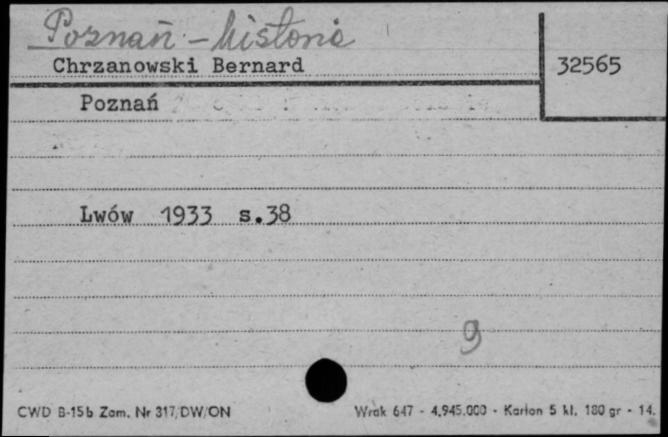 Poznań - historia
Chrzanowski Bernard
32565
Poznań
Lwów 1933 s.38
9
CWD B-15b Zam. Nr 317/DW/ON
Wrak 647 - 4.945.000 - Karton 5 kl. 180 gr - 14.